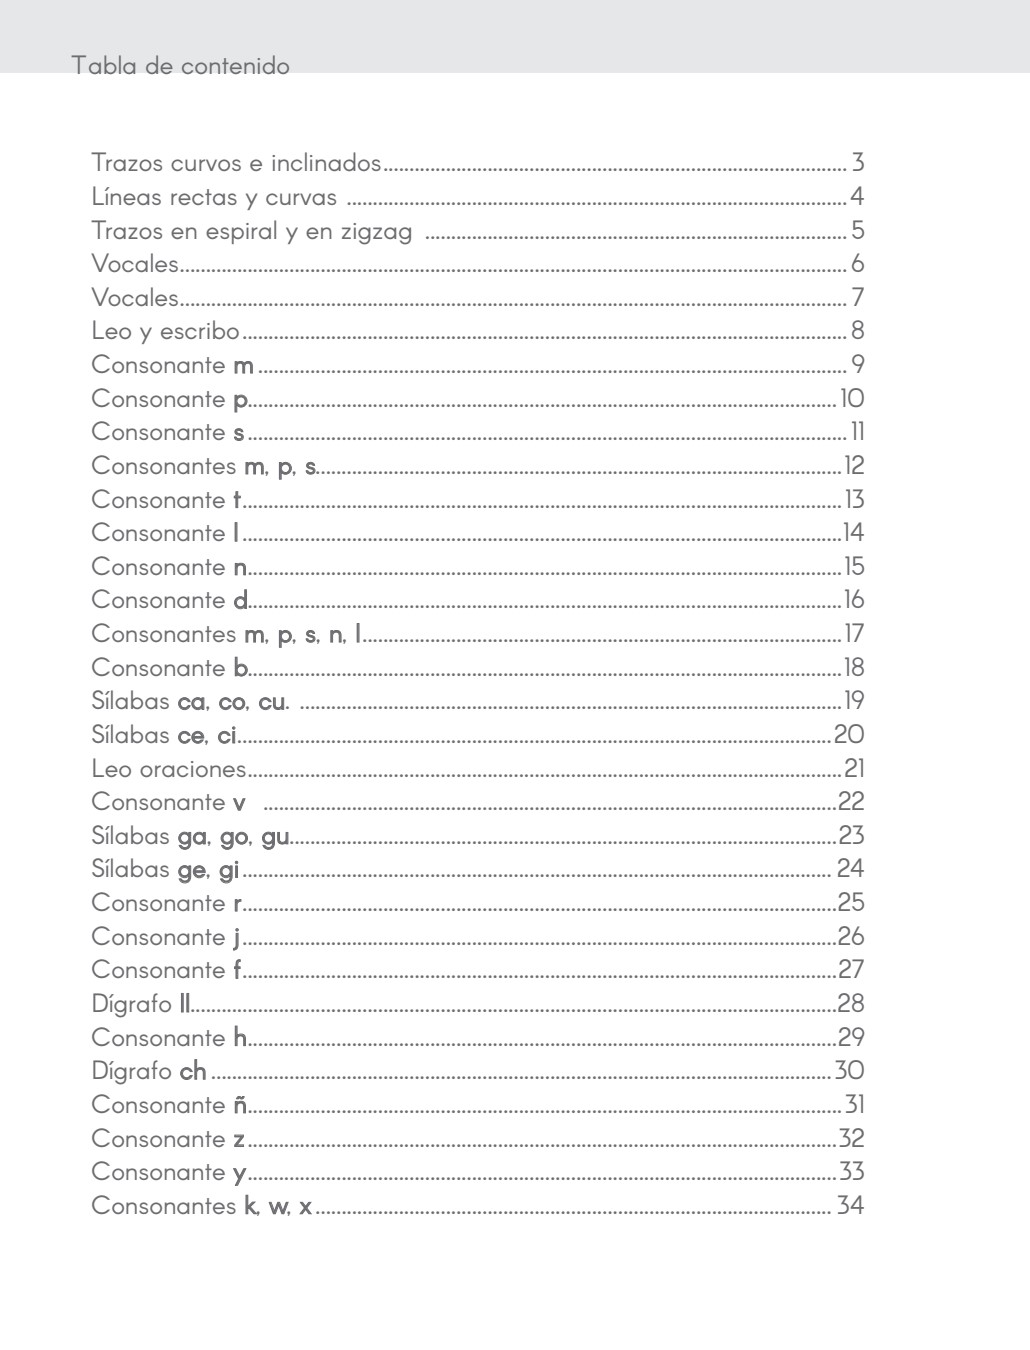 Tabla de contenido
Trazos curvos e inclinados.......... 3
Líneas rectas y curvas .......... 4
Trazos en espiral y en zigzag .......... 5
Vocales.......... 6
Vocales.......... 7
Leo y escribo.......... 8
Consonante m.......... 9
Consonante p.......... 10
Consonante s.......... 11
Consonantes m, p, s..........12
Consonante t..........13
Consonante l..........14
Consonante n..........15
Consonante d..........16
Consonantes m, p, s, n, l..........17
Consonante b..........18
Sílabas ca, co, cu. ..........19
Sílabas ce, ci..........20
Leo oraciones..........21
Consonante v ..........22
Sílabas ga, go, gu..........23
Sílabas ge, gi.......... 24
Consonante r..........25
Consonante j..........26
Consonante f..........27
Dígrafo ll..........28
Consonante h..........29
Dígrafo ch..........30
Consonante ñ..........31
Consonante z..........32
Consonante y..........33
Consonantes k, w, x.......... 34